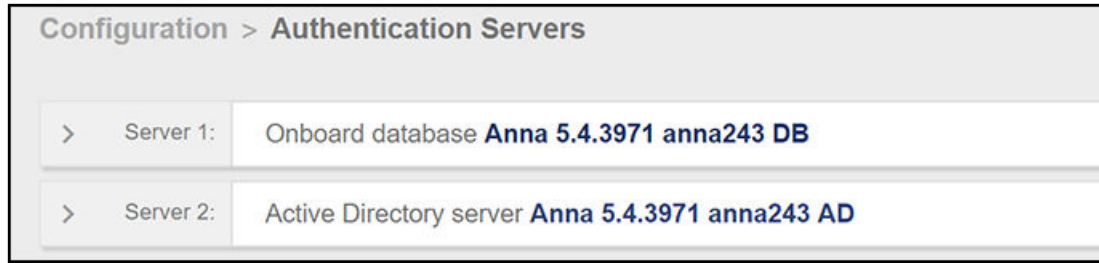 Configuration > Authentication Servers
> Server 1: Onboard database Anna 5.4.3971 anna243 DB
> Server 2: Active Directory server Anna 5.4.3971 anna243 AD